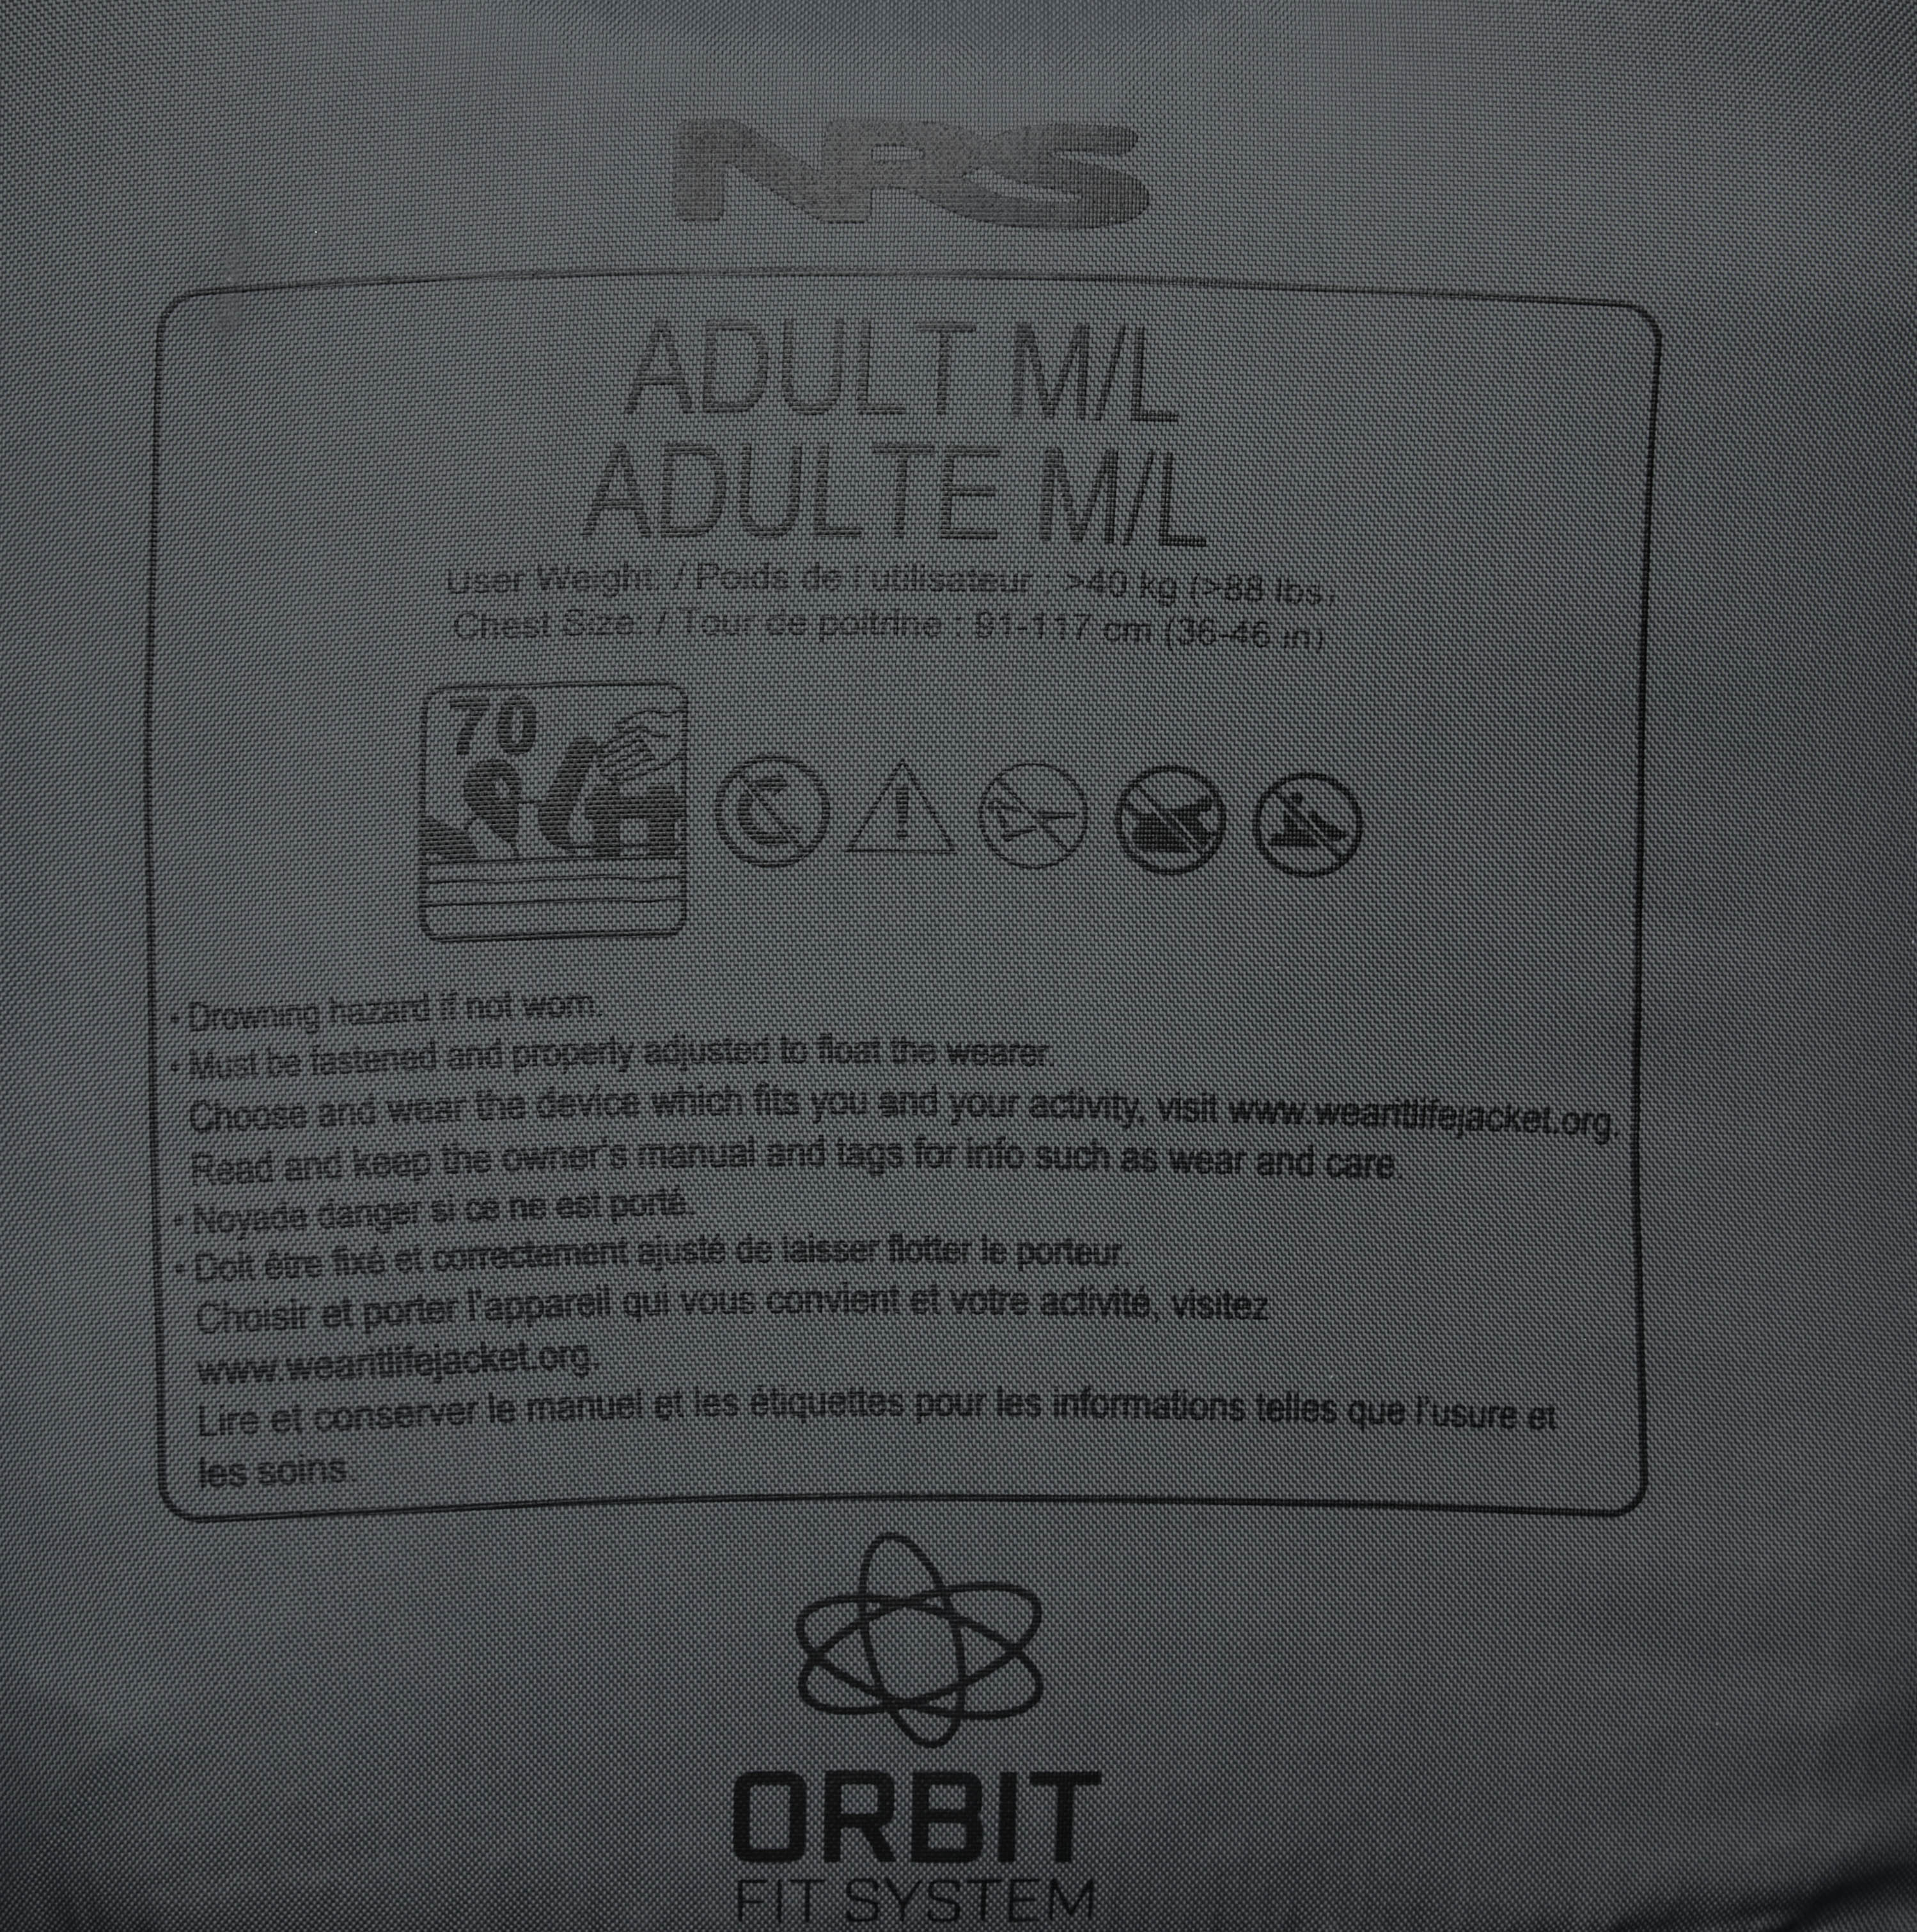 NRS
ADULT M/L
ADULTE M/L
User Weight: / Poids de l'utilisateur : >40 kg (>88 lbs)
Chest Size: / Tour de poitrine : 91-117 cm (36-46 in)
70
• Drowning hazard if not worn.
• Must be fastened and properly adjusted to float the wearer.
Choose and wear the device which fits you and your activity, visit www.wearitlifejacket.org.
Read and keep the owner's manual and tags for info such as wear and care.
• Noyade danger si ce ne est porté.
• Doit être fixé et correctement ajusté de laisser flotter le porteur.
Choisir et porter l'appareil qui vous convient et votre activité, visitez
www.wearitlifejacket.org.
Lire et conserver le manuel et les étiquettes pour les informations telles que l'usure et
les soins.
ORBIT
FIT SYSTEM